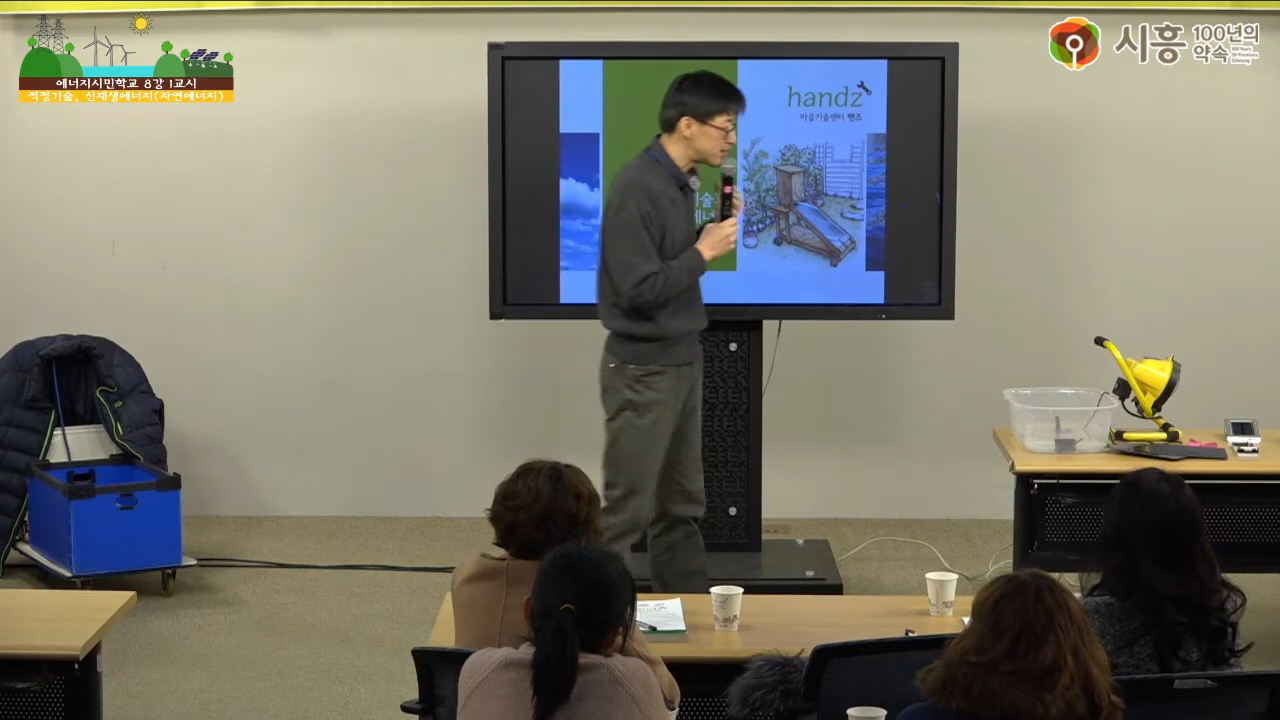 에너지시민학교 8강 1교시
적정기술, 신재생에너지(자연에너지)
시흥 100년의 약속
handz
마을기술센터 핸즈
술